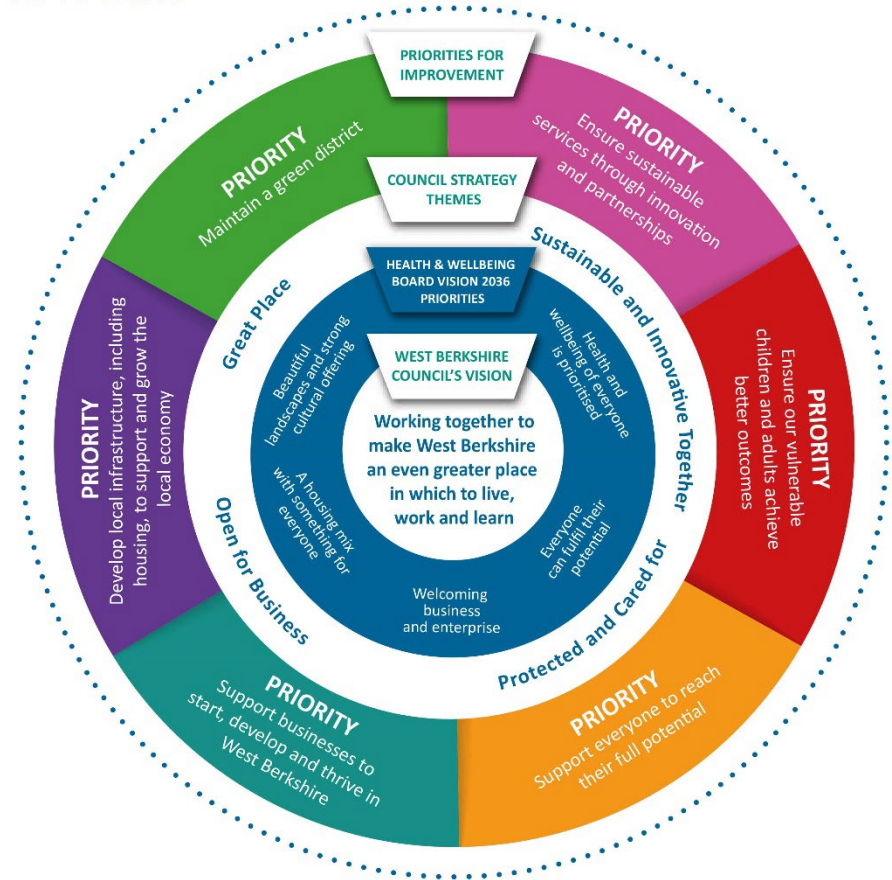 PRIORITIES FOR
IMPROVEMENT
PRIORITY
Maintain a green district
PRIORITY
Ensure sustainable
services through innovation
and partnerships
PRIORITY
Ensure our vulnerable
children and adults achieve
better outcomes
PRIORITY
Support everyone to reach
their full potential
PRIORITY
Support businesses to
start, develop and thrive in
West Berkshire
PRIORITY
Develop local infrastructure, including
housing, to support and grow the
local economy
COUNCIL STRATEGY
THEMES
Great Place
Sustainable and Innovative Together
Protected and Cared for
Open for Business
HEALTH & WELLBEING
BOARD VISION 2036
PRIORITIES
Beautiful
landscapes and strong
cultural offering
Health and
wellbeing of everyone
is prioritised
Everyone
can fulfil their
potential
Welcoming
business
and enterprise
A housing mix
with something for
everyone
WEST BERKSHIRE
COUNCIL'S VISION
Working together to
make West Berkshire
an even greater place
in which to live,
work and learn